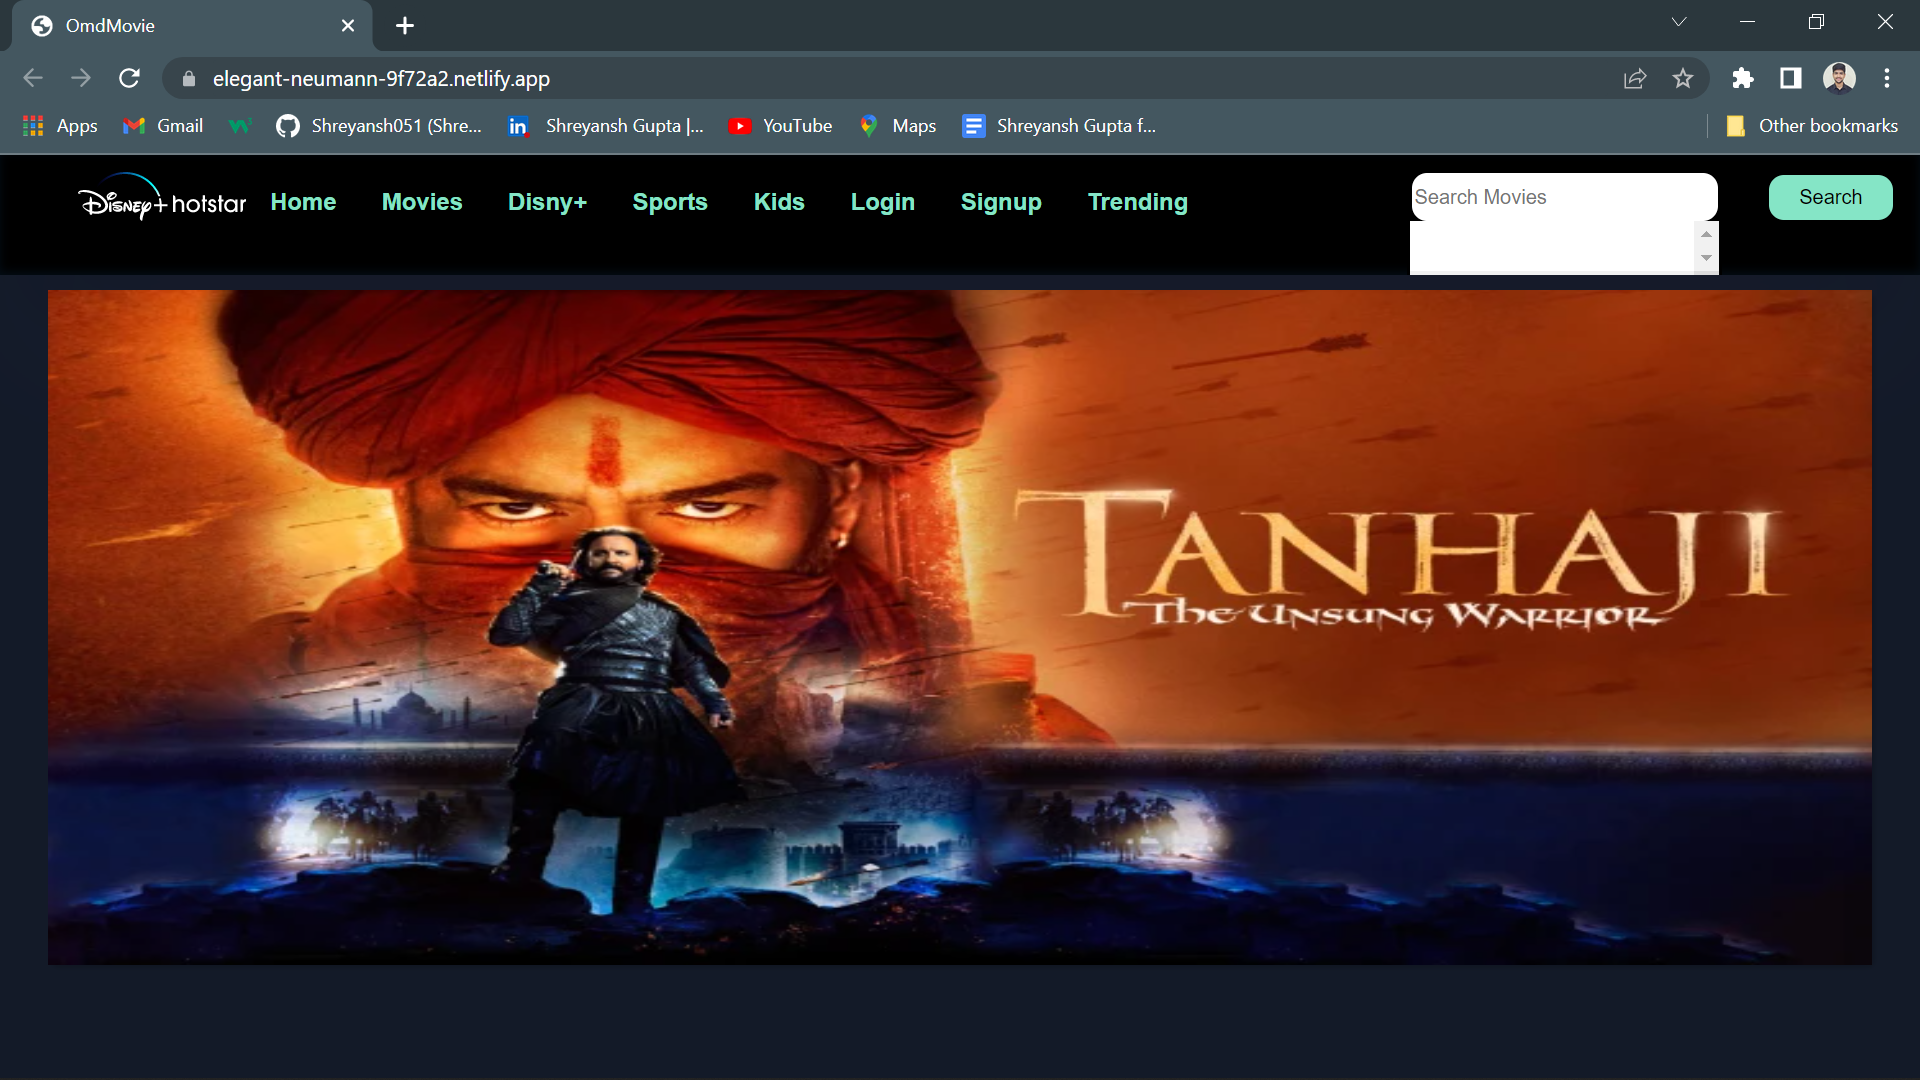 OmdMovie
elegant-neumann-9f72a2.netlify.app
Apps Gmail Shreyansh051 (Shre... Shreyansh Gupta |... YouTube Maps Shreyansh Gupta f... Other bookmarks
Disney+ hotstar Home Movies Disny+ Sports Kids Login Signup Trending Search Movies Search
TANHAJI
The Unsung Warrior